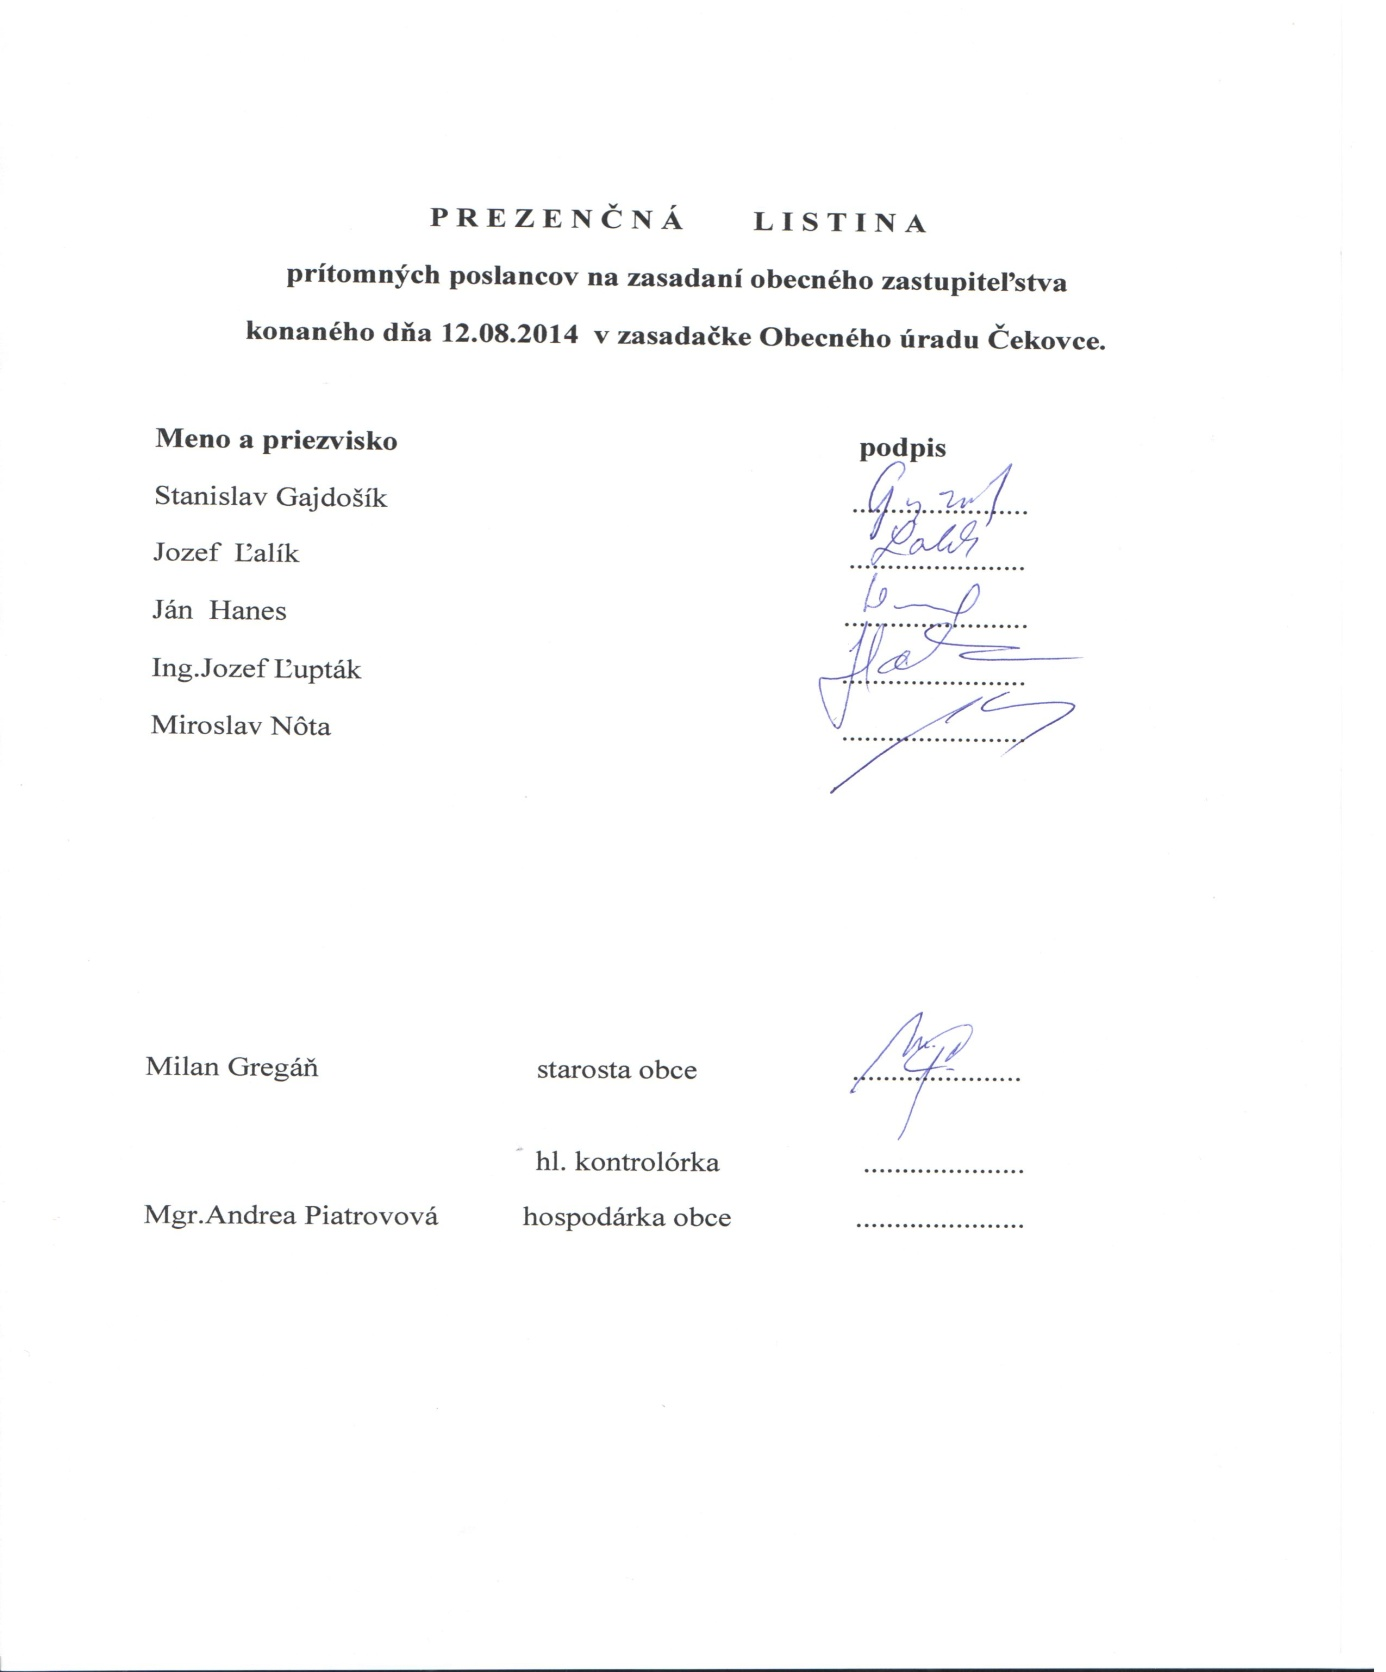 PREZENČNÁ LISTINA
prítomných poslancov na zasadaní obecného zastupiteľstva
konaného dňa 12.08.2014 v zasadačke Obecného úradu Čekovce.
Meno a priezvisko podpis
Stanislav Gajdošík ......................
Jozef Ľalík ......................
Ján Hanes ......................
Ing.Jozef Ľupták ......................
Miroslav Nôta ......................
Milan Gregáň starosta obce ......................
hl. kontrolórka ......................
Mgr.Andrea Piatrovová hospodárka obce ......................